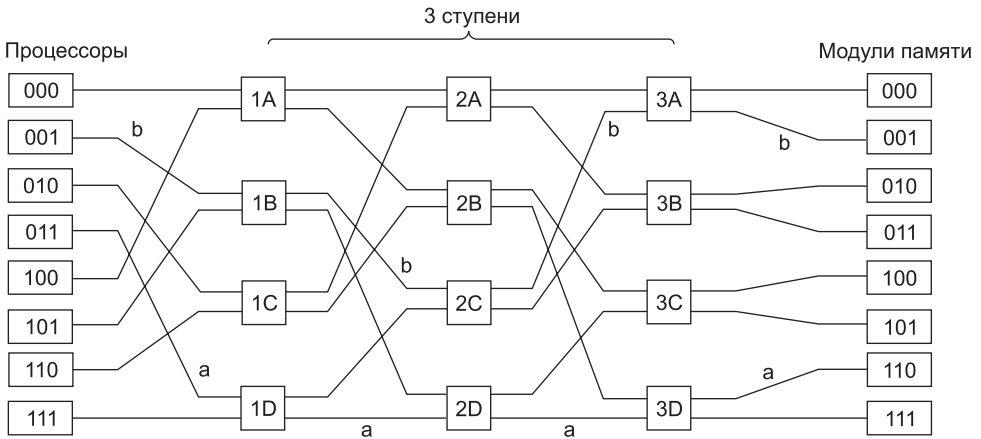 3 ступени
Процессоры
Модули памяти
000 1A 2A 3A 000
001 b b b 001
010 1B 2B 3B 010
011 011
100 b 100
101 1C 2C 3C 101
110 a a 110
111 1D a 2D a 3D 111